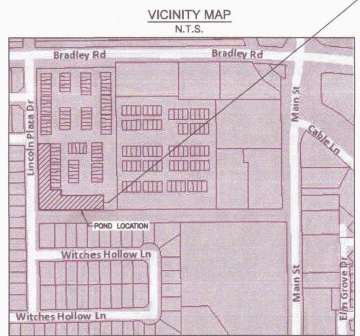 VICINITY MAP
N.T.S.
Bradley Rd
Bradley Rd
Lincoln Plaza Dr
Main St
Cable Ln
POND LOCATION
Witches Hollow Ln
Witches Hollow Ln
Main St
Elm Grove Dr